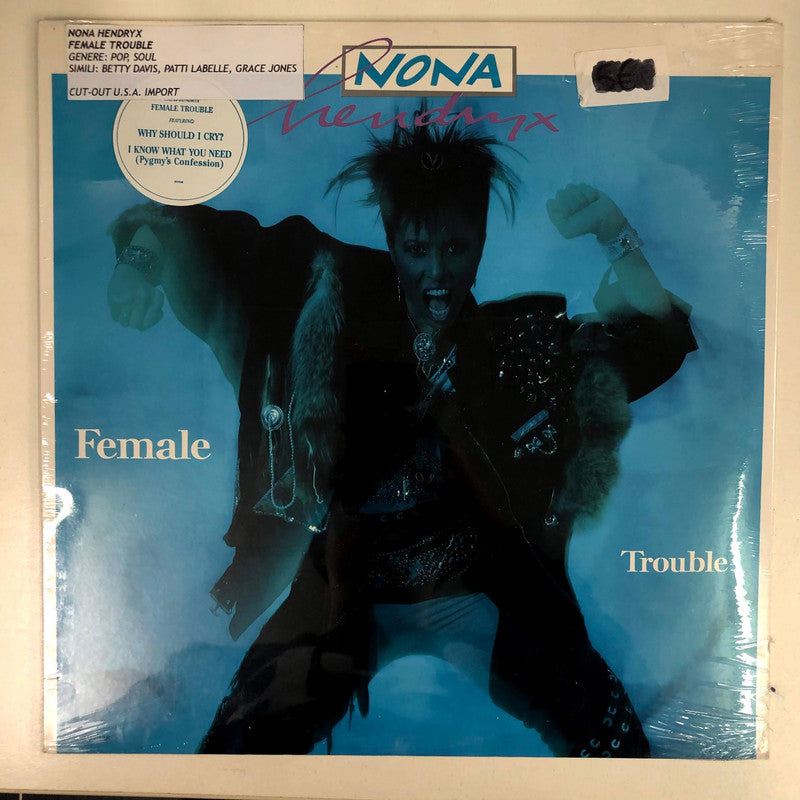 NONA HENDRYX
FEMALE TROUBLE
GENERE: POP, SOUL
SIMILI: BETTY DAVIS, PATTI LABELLE, GRACE JONES
CUT-OUT U.S.A. IMPORT
NONA
hendryx
FEMALE TROUBLE
FEATURING
WHY SHOULD I CRY?
I KNOW WHAT YOU NEED
(Pygmy's Confession)
Female
Trouble